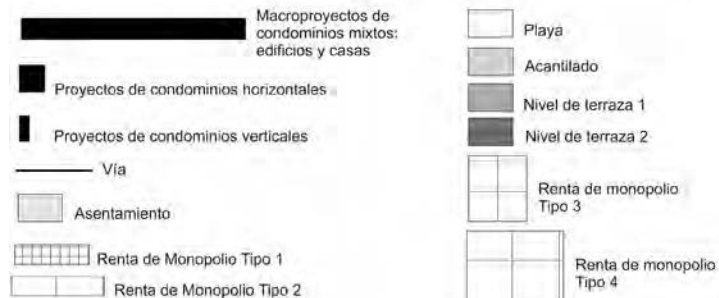 Macroproyectos de
condominios mixtos:
edificios y casas
Proyectos de condominios horizontales
Proyectos de condominios verticales
Vía
Asentamiento
Renta de Monopolio Tipo 1
Renta de Monopolio Tipo 2
Playa
Acantilado
Nivel de terraza 1
Nivel de terraza 2
Renta de monopolio
Tipo 3
Renta de monopolio
Tipo 4